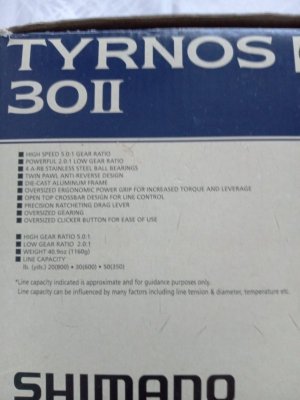 TYRNOS
30II
■ HIGH SPEED 5.0:1 GEAR RATIO
■ POWERFUL 2.0:1 LOW GEAR RATIO
■ 4 A-RB STAINLESS STEEL BALL BEARINGS
■ TWIN PAWL ANTI-REVERSE DESIGN
■ DIE-CAST ALUMINUM FRAME
■ OVERSIZED ERGONOMIC POWER GRIP FOR INCREASED TORQUE AND LEVERAGE
■ OPEN TOP CROSSBAR DESIGN FOR LINE CONTROL
■ PRECISION RATCHETING DRAG LEVER
■ OVERSIZED GEARING
■ OVERSIZED CLICKER BUTTON FOR EASE OF USE
■ HIGH GEAR RATIO 5.0:1
■ LOW GEAR RATIO 2.0:1
■ WEIGHT 40.9oz (1160g)
■ LINE CAPACITY
lb. (yds.) 20(800) • 30(600) • 50(350)
*Line capacity indicated is approximate and for guidance purposes only.
Line capacity can be influenced by many factors including line tension & diameter, temperature etc.
SHIMANO